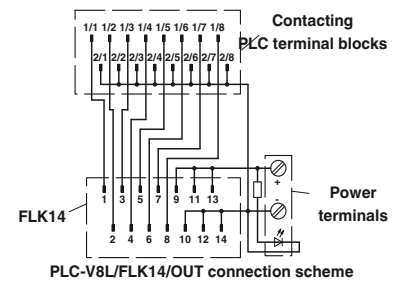 Contacting
PLC terminal blocks
1/1 1/2 1/3 1/4 1/5 1/6 1/7 1/8
2/1 2/2 2/3 2/4 2/5 2/6 2/7 2/8
+
-
1 3 5 7 9 11 13
2 4 6 8 10 12 14
FLK14
Power
terminals
PLC-V8L/FLK14/OUT connection scheme